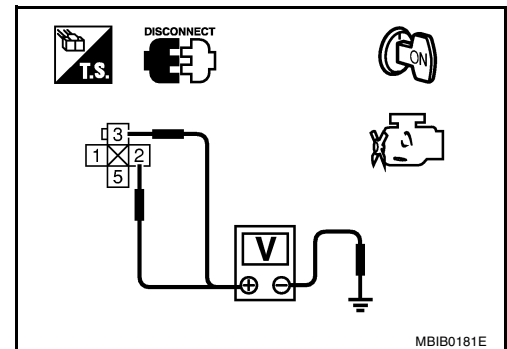 DISCONNECT
T.S.
ON
3
1 2
5
V
+ −
MBIB0181E